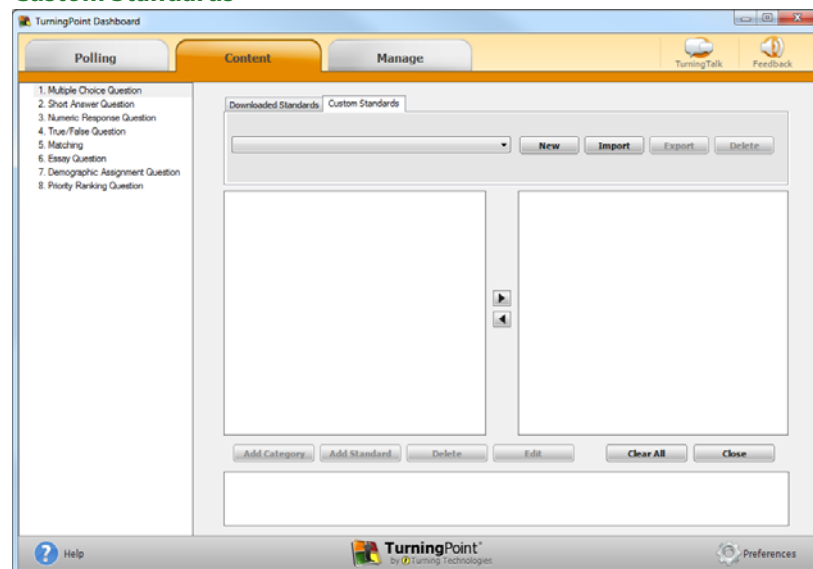 Custom Standards
TurningPoint Dashboard
Polling
Content
Manage
TurningTalk
Feedback
1. Multiple Choice Question
2. Short Answer Question
3. Numeric Response Question
4. True/False Question
5. Matching
6. Essay Question
7. Demographic Assignment Question
8. Priority Ranking Question
Downloaded Standards
Custom Standards
New
Import
Export
Delete
Add Category
Add Standard
Delete
Edit
Clear All
Close
Help
TurningPoint
by Turning Technologies
Preferences